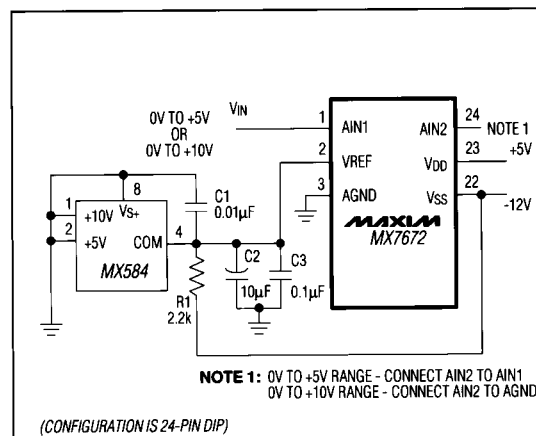 0V TO +5V
OR
0V TO +10V
VIN
1
AIN1
AIN2
24
NOTE 1
2
VREF
VDD
23
+5V
3
AGND
VSS
22
-12V
MAXIM
MX7672
8
VS+
1
+10V
2
+5V
COM
4
MX584
C1
0.01µF
C2
10µF
C3
0.1µF
R1
2.2k
NOTE 1: 0V TO +5V RANGE - CONNECT AIN2 TO AIN1
0V TO +10V RANGE - CONNECT AIN2 TO AGND
(CONFIGURATION IS 24-PIN DIP)